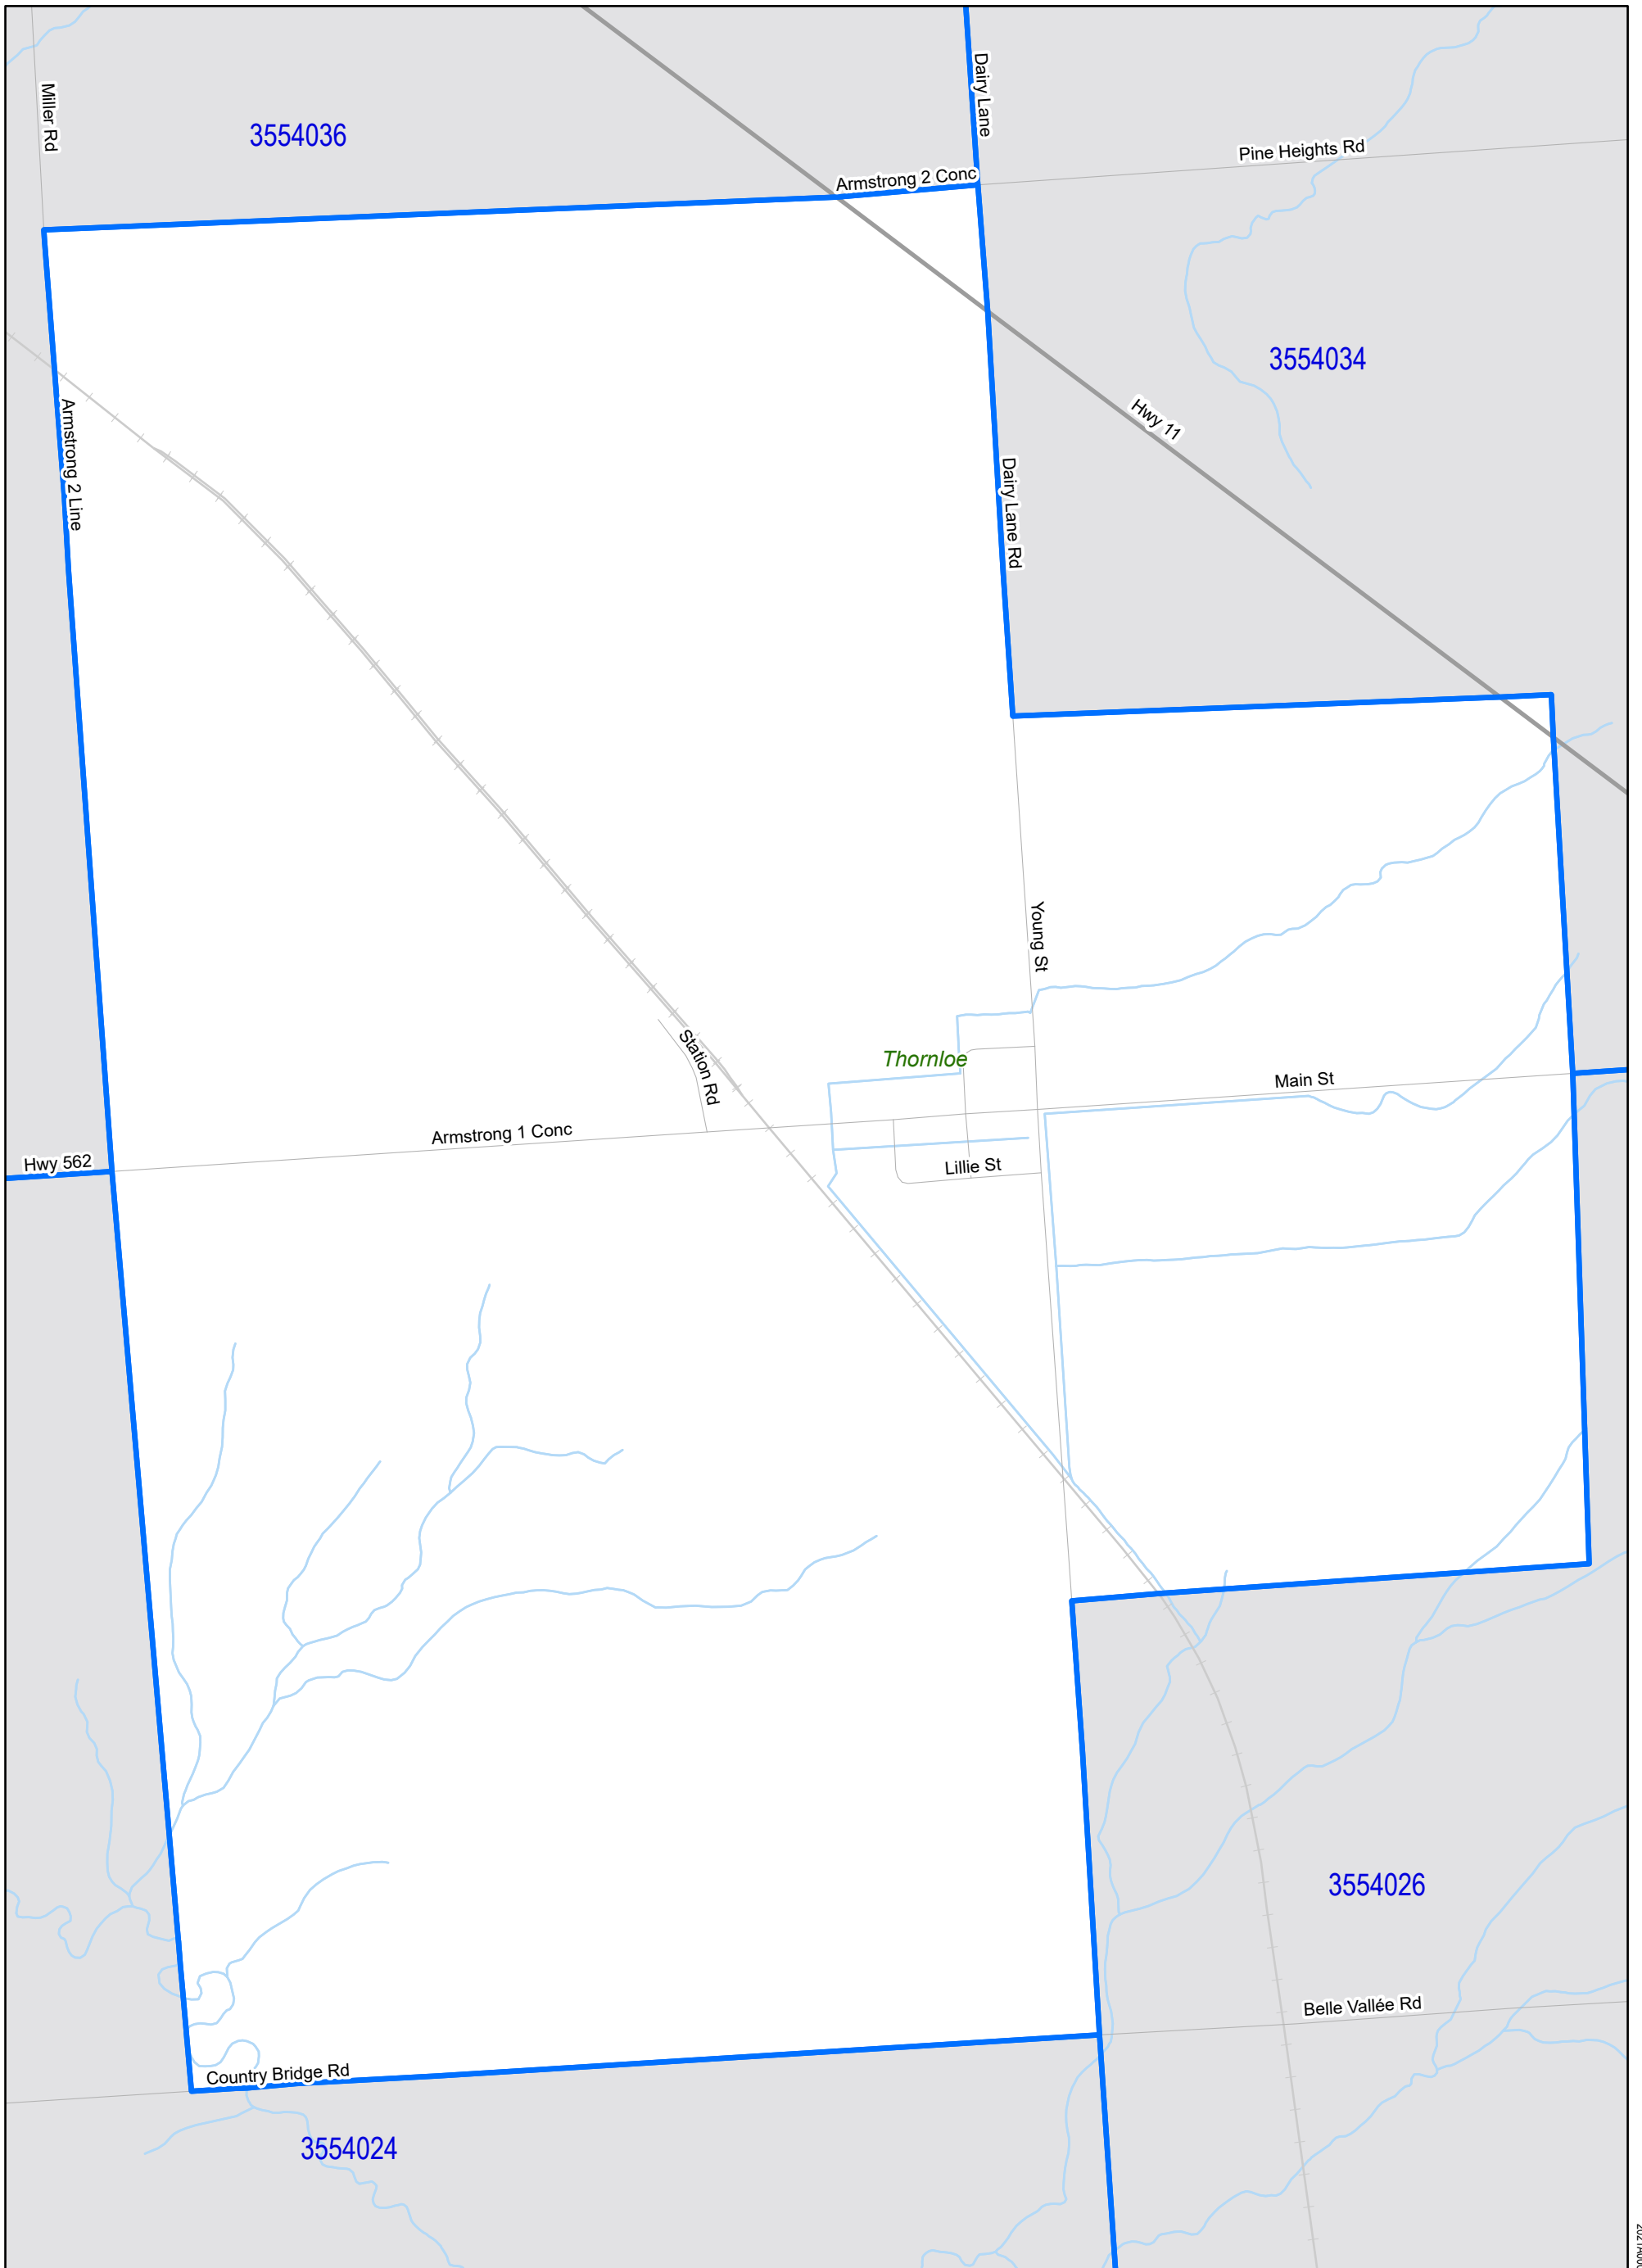 Dairy Lane
Miller Rd
3554036
Pine Heights Rd
Armstrong 2 Conc
3554034
Hwy 11
Armstrong 2 Line
Dairy Lane Rd
Young St
Station Rd
Thornloe
Main St
Armstrong 1 Conc
Hwy 562
Lillie St
3554026
Belle Vallée Rd
Country Bridge Rd
3554024